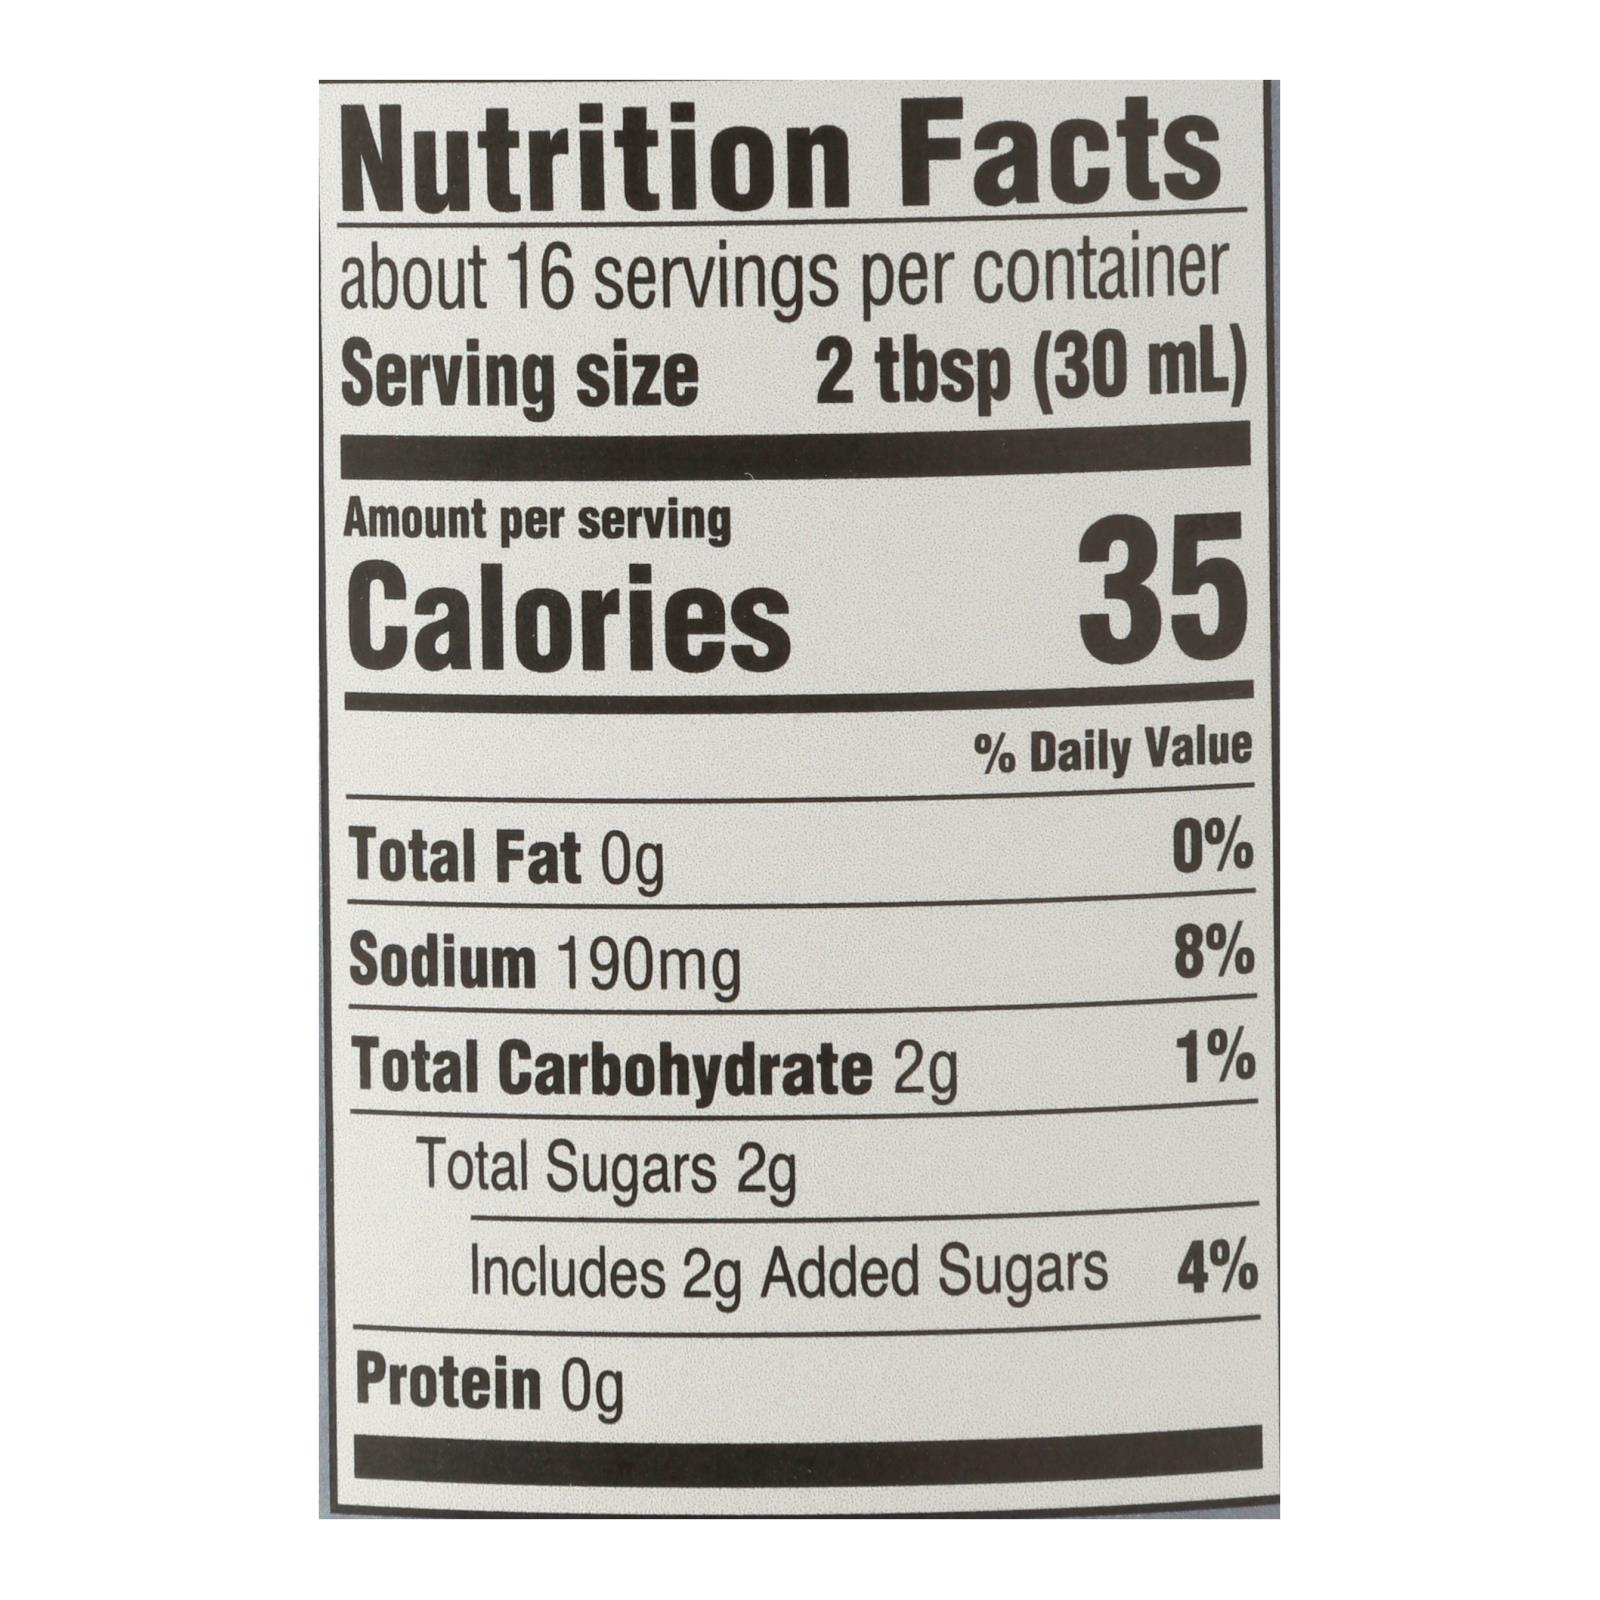 Nutrition Facts
about 16 servings per container
Serving size 2 tbsp (30 mL)
Amount per serving
Calories 35
% Daily Value
Total Fat 0g 0%
Sodium 190mg 8%
Total Carbohydrate 2g 1%
Total Sugars 2g
Includes 2g Added Sugars 4%
Protein 0g